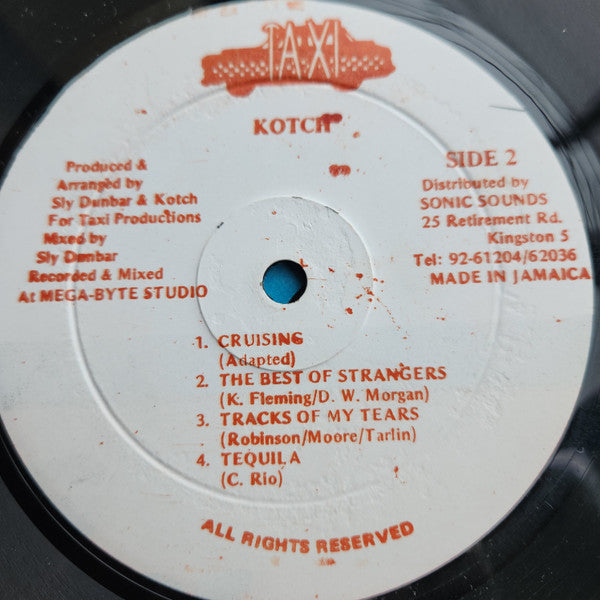 TAXI
KOTCH
Produced &
Arranged by
Sly Dunbar & Kotch
For Taxi Productions
Mixed by
Sly Dunbar
Recorded & Mixed
At MEGA-BYTE STUDIO
SIDE 2
Distributed by
SONIC SOUNDS
25 Retirement Rd.
Kingston 5
Tel: 92-61204/62036
MADE IN JAMAICA
1. CRUISING
(Adapted)
2. THE BEST OF STRANGERS
(K. Fleming/D. W. Morgan)
3. TRACKS OF MY TEARS
(Robinson/Moore/Tarlin)
4. TEQUILA
(C. Rio)
ALL RIGHTS RESERVED